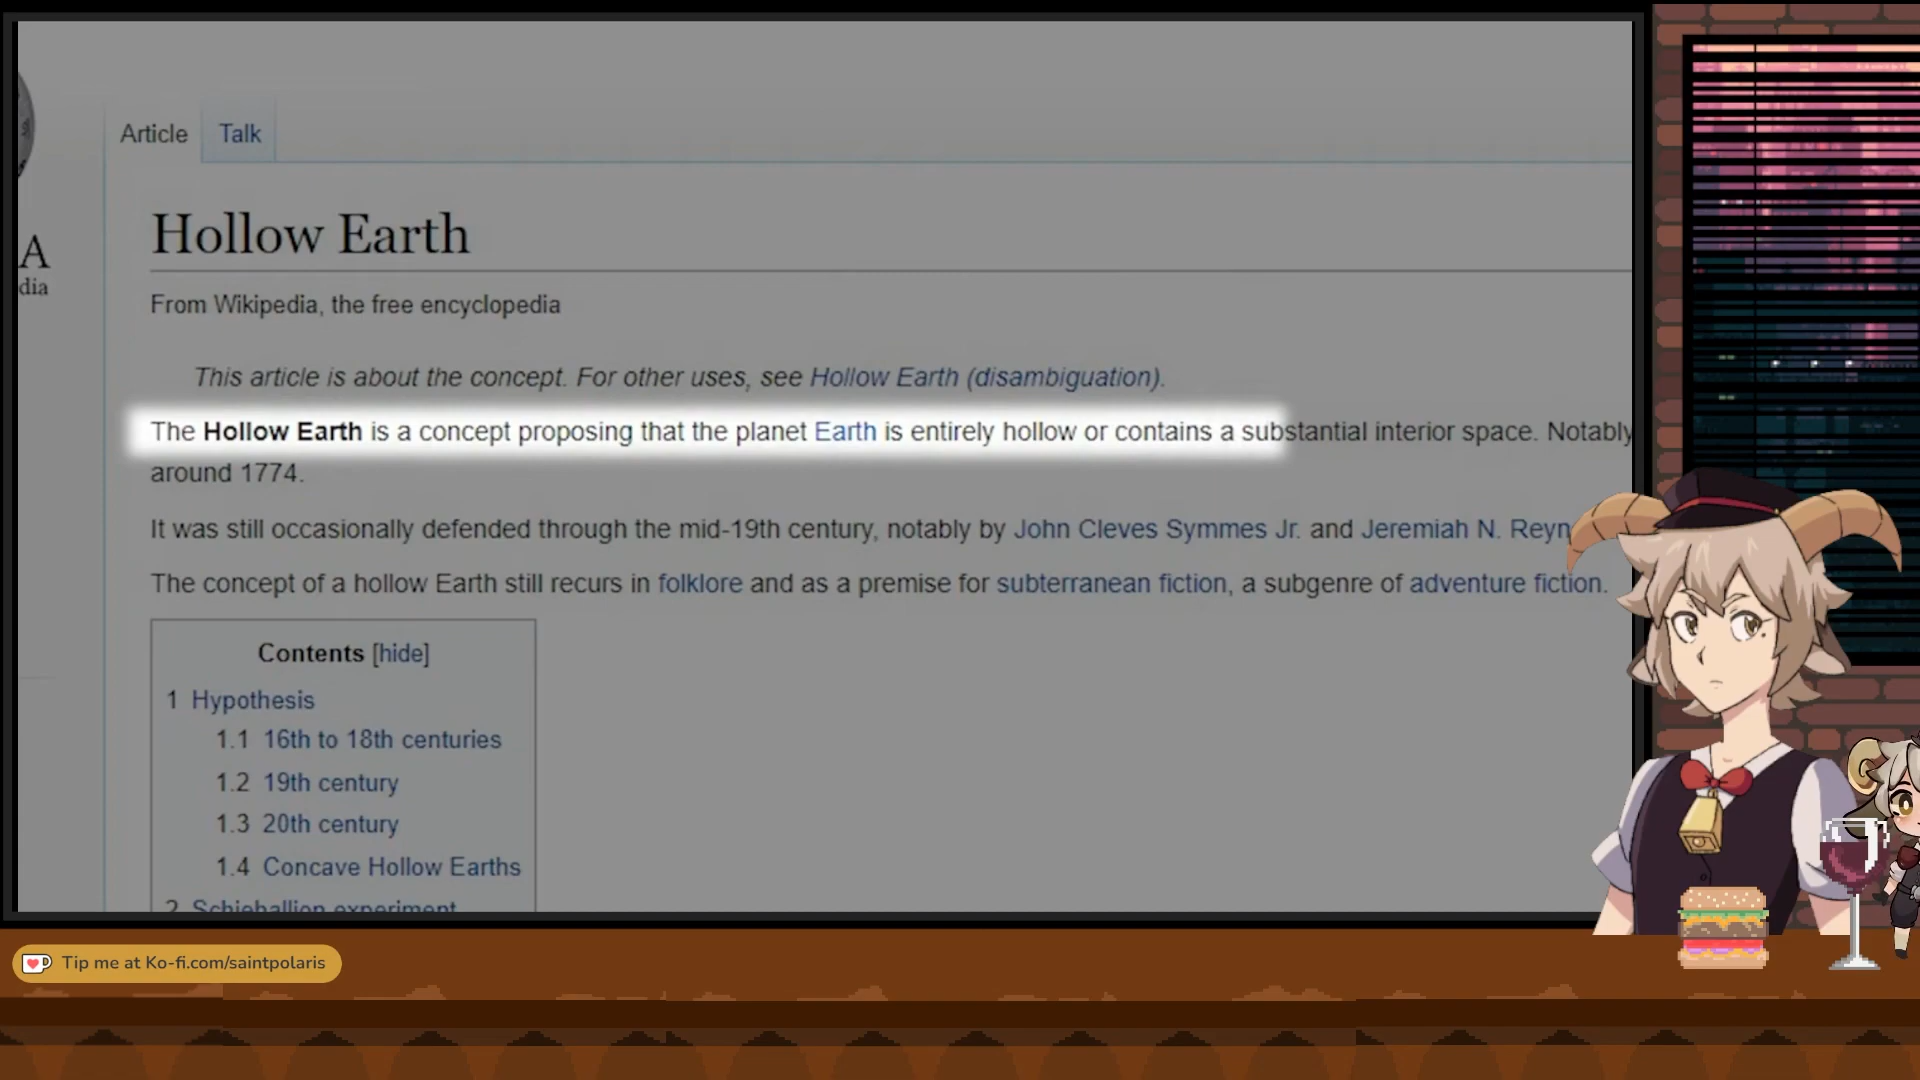 Article Talk
A
dia
Hollow Earth
From Wikipedia, the free encyclopedia
This article is about the concept. For other uses, see Hollow Earth (disambiguation).
The Hollow Earth is a concept proposing that the planet Earth is entirely hollow or contains a substantial interior space. Notably
around 1774.
It was still occasionally defended through the mid-19th century, notably by John Cleves Symmes Jr. and Jeremiah N. Reyn
The concept of a hollow Earth still recurs in folklore and as a premise for subterranean fiction, a subgenre of adventure fiction.
Contents [hide]
1 Hypothesis
1.1 16th to 18th centuries
1.2 19th century
1.3 20th century
1.4 Concave Hollow Earths
2 Schiehallion experiment
Tip me at Ko-fi.com/saintpolaris